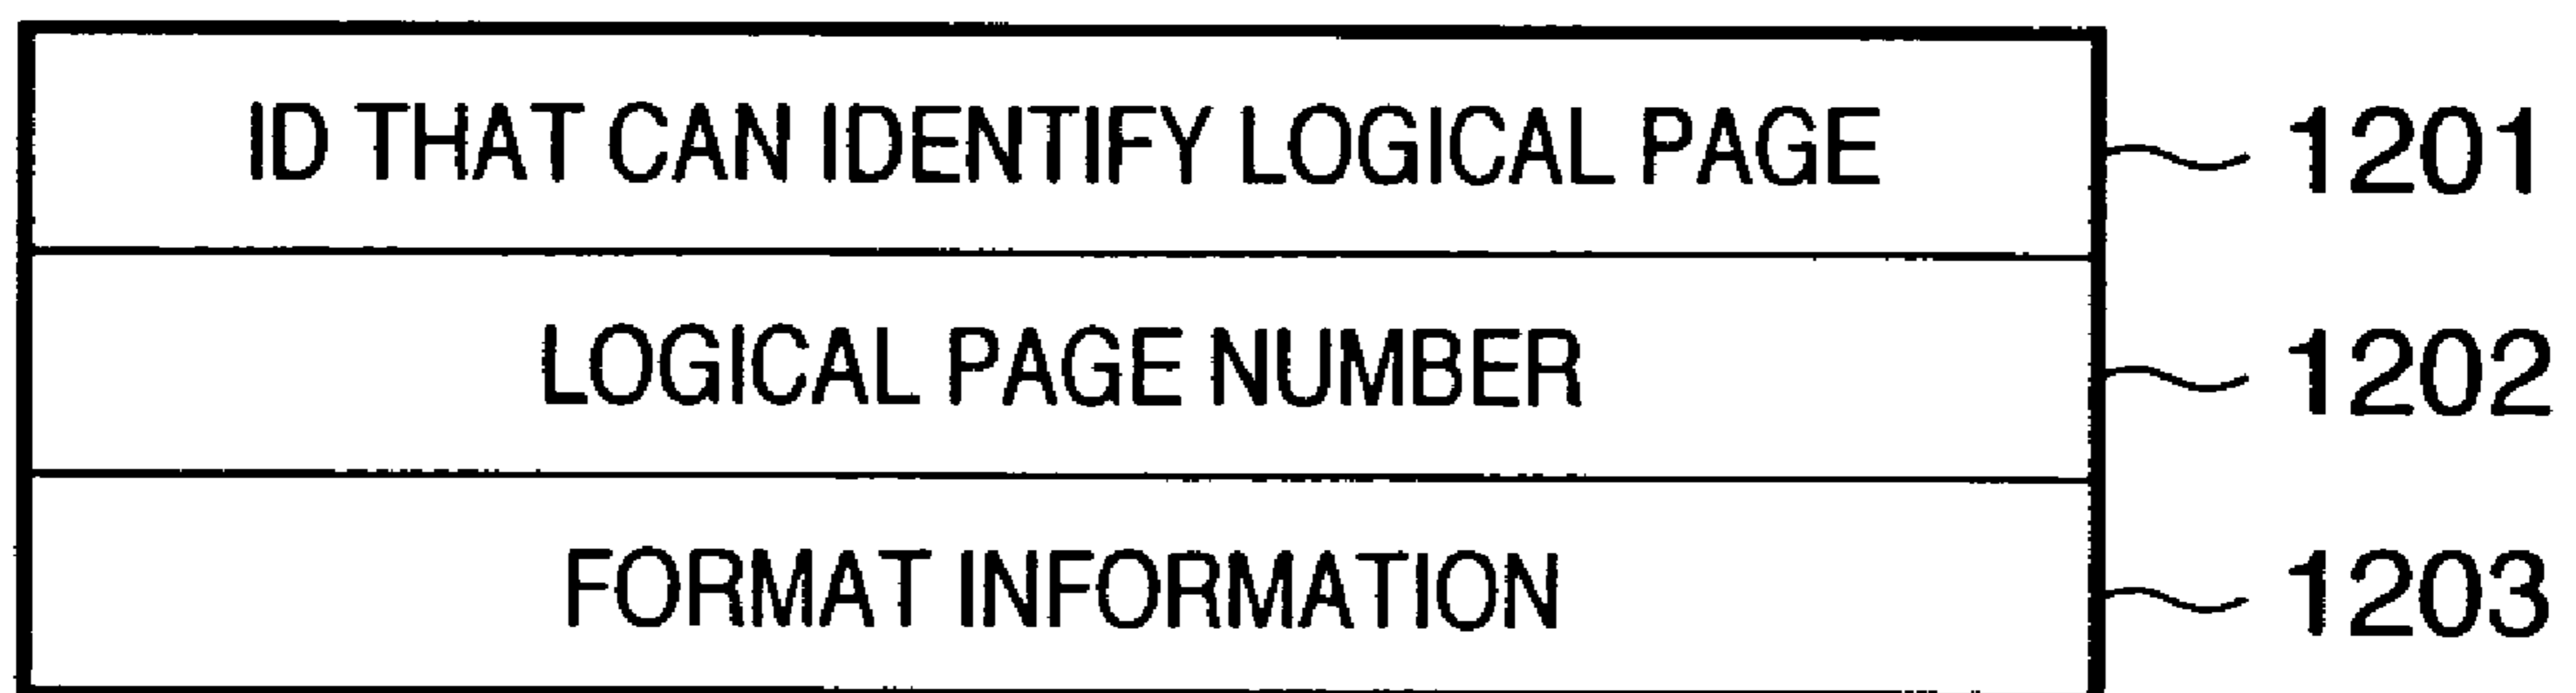 ID THAT CAN IDENTIFY LOGICAL PAGE 1201
LOGICAL PAGE NUMBER 1202
FORMAT INFORMATION 1203